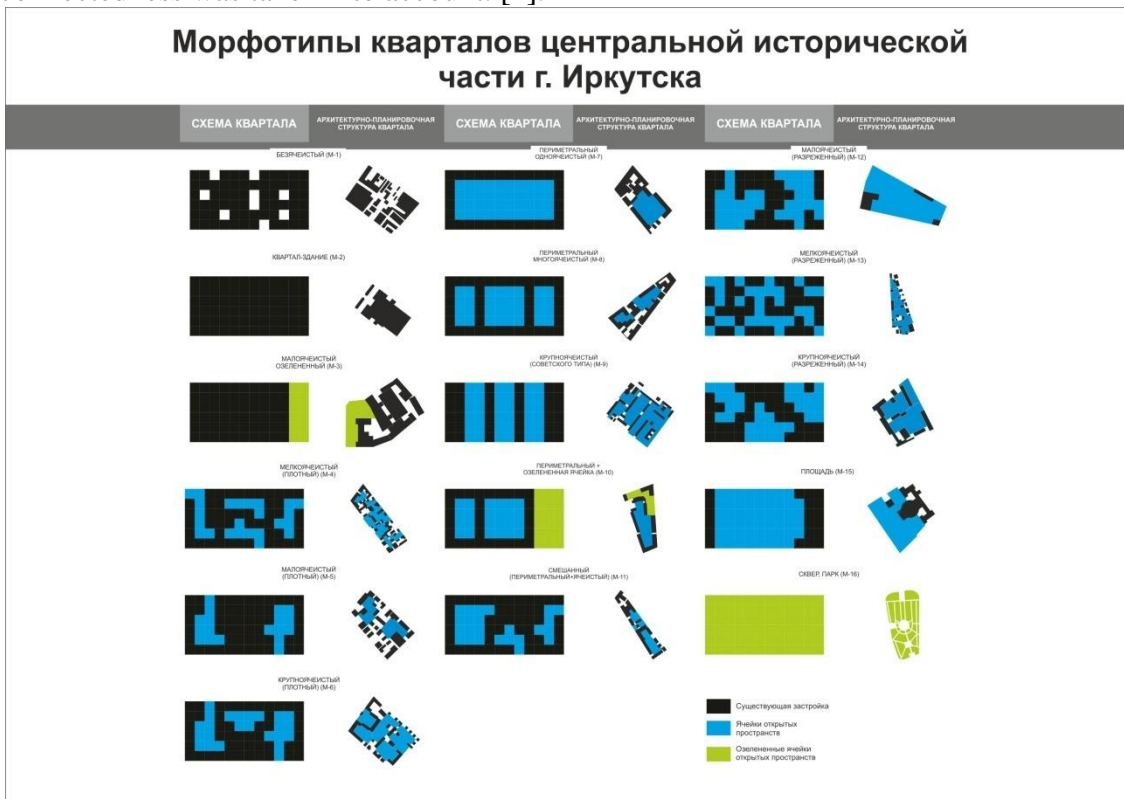 Морфотипы кварталов центральной исторической
части г. Иркутска
СХЕМА КВАРТАЛА
АРХИТЕКТУРНО-ПЛАНИРОВОЧНАЯ
СТРУКТУРА КВАРТАЛА
СХЕМА КВАРТАЛА
АРХИТЕКТУРНО-ПЛАНИРОВОЧНАЯ
СТРУКТУРА КВАРТАЛА
СХЕМА КВАРТАЛА
АРХИТЕКТУРНО-ПЛАНИРОВОЧНАЯ
СТРУКТУРА КВАРТАЛА
БЕЗЯЧЕИСТЫЙ (М-1)
КВАРТАЛ-ЗДАНИЕ (М-2)
МАЛОЯЧЕИСТЫЙ
ОЗЕЛЕНЕННЫЙ (М-3)
МЕЛКОЯЧЕИСТЫЙ
(ПЛОТНЫЙ) (М-4)
МАЛОЯЧЕИСТЫЙ
(ПЛОТНЫЙ) (М-5)
КРУПНОЯЧЕИСТЫЙ
(ПЛОТНЫЙ) (М-6)
ПЕРИМЕТРАЛЬНЫЙ
ОДНОЯЧЕИСТЫЙ (М-7)
ПЕРИМЕТРАЛЬНЫЙ
МНОГОЯЧЕИСТЫЙ (М-8)
КРУПНОЯЧЕИСТЫЙ
(СОВЕТСКОГО ТИПА) (М-9)
ПЕРИМЕТРАЛЬНЫЙ +
ОЗЕЛЕНЕННАЯ ЯЧЕЙКА (М-10)
СМЕШАННЫЙ
(ПЕРИМЕТРАЛЬНЫЙ+ЯЧЕИСТЫЙ) (М-11)
МАЛОЯЧЕИСТЫЙ
(РАЗРЕЖЕННЫЙ) (М-12)
МЕЛКОЯЧЕИСТЫЙ
(РАЗРЕЖЕННЫЙ) (М-13)
КРУПНОЯЧЕИСТЫЙ
(РАЗРЕЖЕННЫЙ) (М-14)
ПЛОЩАДЬ (М-15)
СКВЕР, ПАРК (М-16)
Существующая застройка
Ячейки открытых
пространств
Озелененные ячейки
открытых пространств